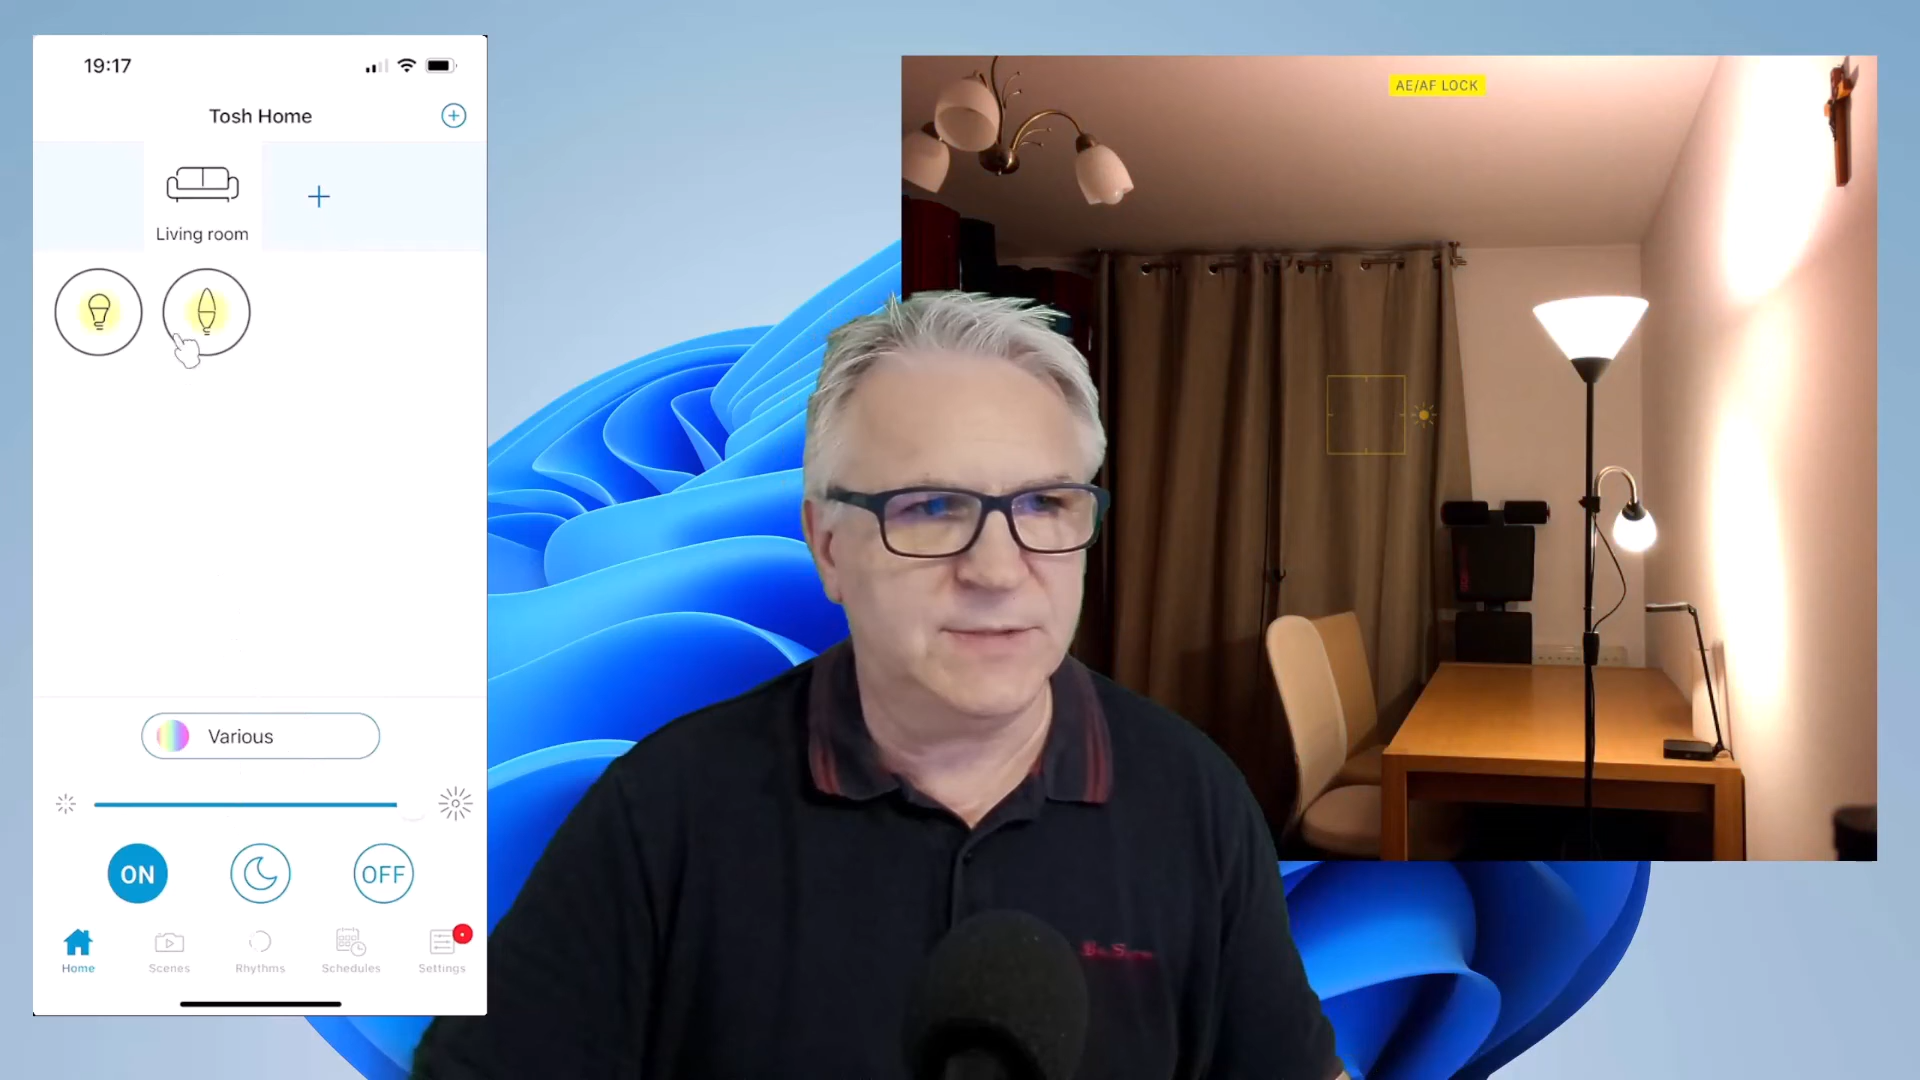 19:17
Tosh Home
Living room
Various
ON
OFF
Home
Scenes
Rhythms
Schedules
Settings
AE/AF LOCK